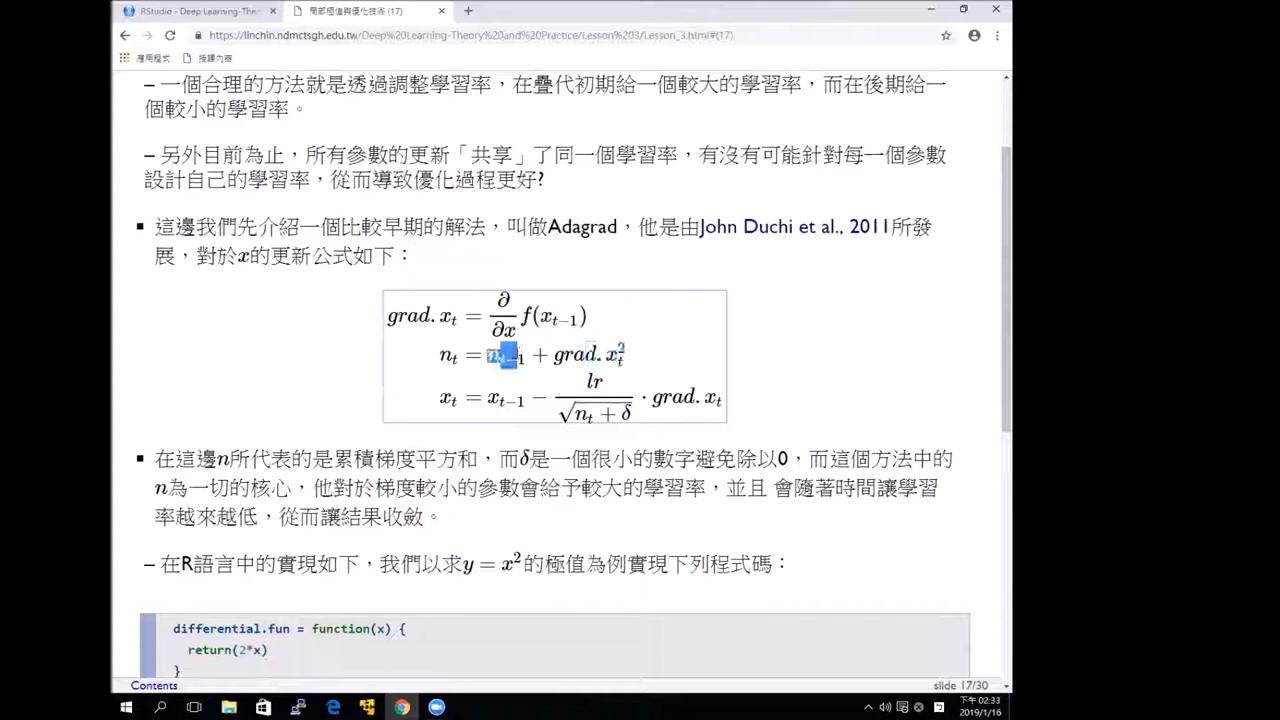 RStudio - Deep Learning-Theo
局部極值與優化技術 (17)
https://linchin.ndmctsgh.edu.tw/Deep%20Learning-Theory%20and%20Practice/Lesson%203/Lesson_3.html#(17)
應用程式 授課內容
– 一個合理的方法就是透過調整學習率，在疊代初期給一個較大的學習率，而在後期給一
個較小的學習率。
– 另外目前為止，所有參數的更新「共享」了同一個學習率，有沒有可能針對每一個參數
設計自己的學習率，從而導致優化過程更好?
▪ 這邊我們先介紹一個比較早期的解法，叫做Adagrad，他是由John Duchi et al., 2011所發
展，對於x的更新公式如下：
grad. x_t = ∂/∂x f(x_{t−1})
n_t = n_{t−1} + grad. x_t^2
x_t = x_{t−1} − lr/√(n_t + δ) · grad. x_t
▪ 在這邊n所代表的是累積梯度平方和，而δ是一個很小的數字避免除以0，而這個方法中的
n為一切的核心，他對於梯度較小的參數會給予較大的學習率，並且 會隨著時間讓學習
率越來越低，從而讓結果收斂。
– 在R語言中的實現如下，我們以求y = x^2的極值為例實現下列程式碼：
differential.fun = function(x) {
return(2*x)
}
Contents slide 17/30
下午 02:33
2019/1/16